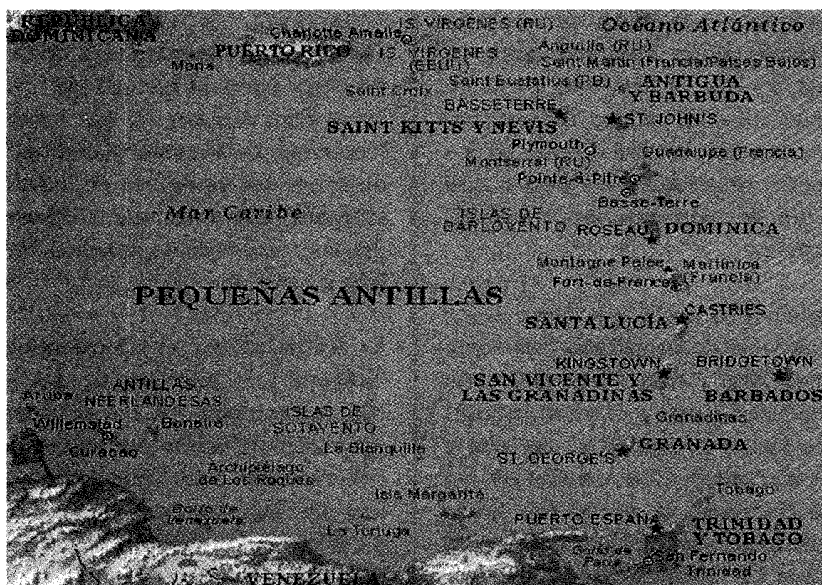 REPÚBLICA
DOMINICANA
Mona
PUERTO RICO
Charlotte Amalie
IS VÍRGENES (RU)
IS VÍRGENES
(EEUU)
Saint Croix
Océano Atlántico
Anguila (RU)
Saint Martin (Francia/Países Bajos)
Saint Eustatius (PB)
ANTIGUA
Y BARBUDA
BASSETERRE
SAINT KITTS Y NEVIS
ST. JOHN'S
Plymouth
Montserrat (RU)
Guadalupe (Francia)
Pointe-à-Pitre
Basse-Terre
Mar Caribe
ISLAS DE
BARLOVENTO
ROSEAU
DOMINICA
Montagne Pelée
Martinica
(Francia)
Fort-de-France
PEQUEÑAS ANTILLAS
CASTRIES
SANTA LUCÍA
KINGSTOWN
SAN VICENTE Y
LAS GRANADINAS
BRIDGETOWN
BARBADOS
Aruba
ANTILLAS
NEERLANDESAS
Willemstad
Bonaire
Curaçao
ISLAS DE
SOTAVENTO
La Blanquilla
Granadinas
GRANADA
ST. GEORGE'S
Archipiélago
de Los Roques
Isla Margarita
Golfo de
Venezuela
La Tortuga
Tobago
PUERTO ESPAÑA
TRINIDAD
Y TOBAGO
Golfo de
Paria
San Fernando
Trinidad
VENEZUELA